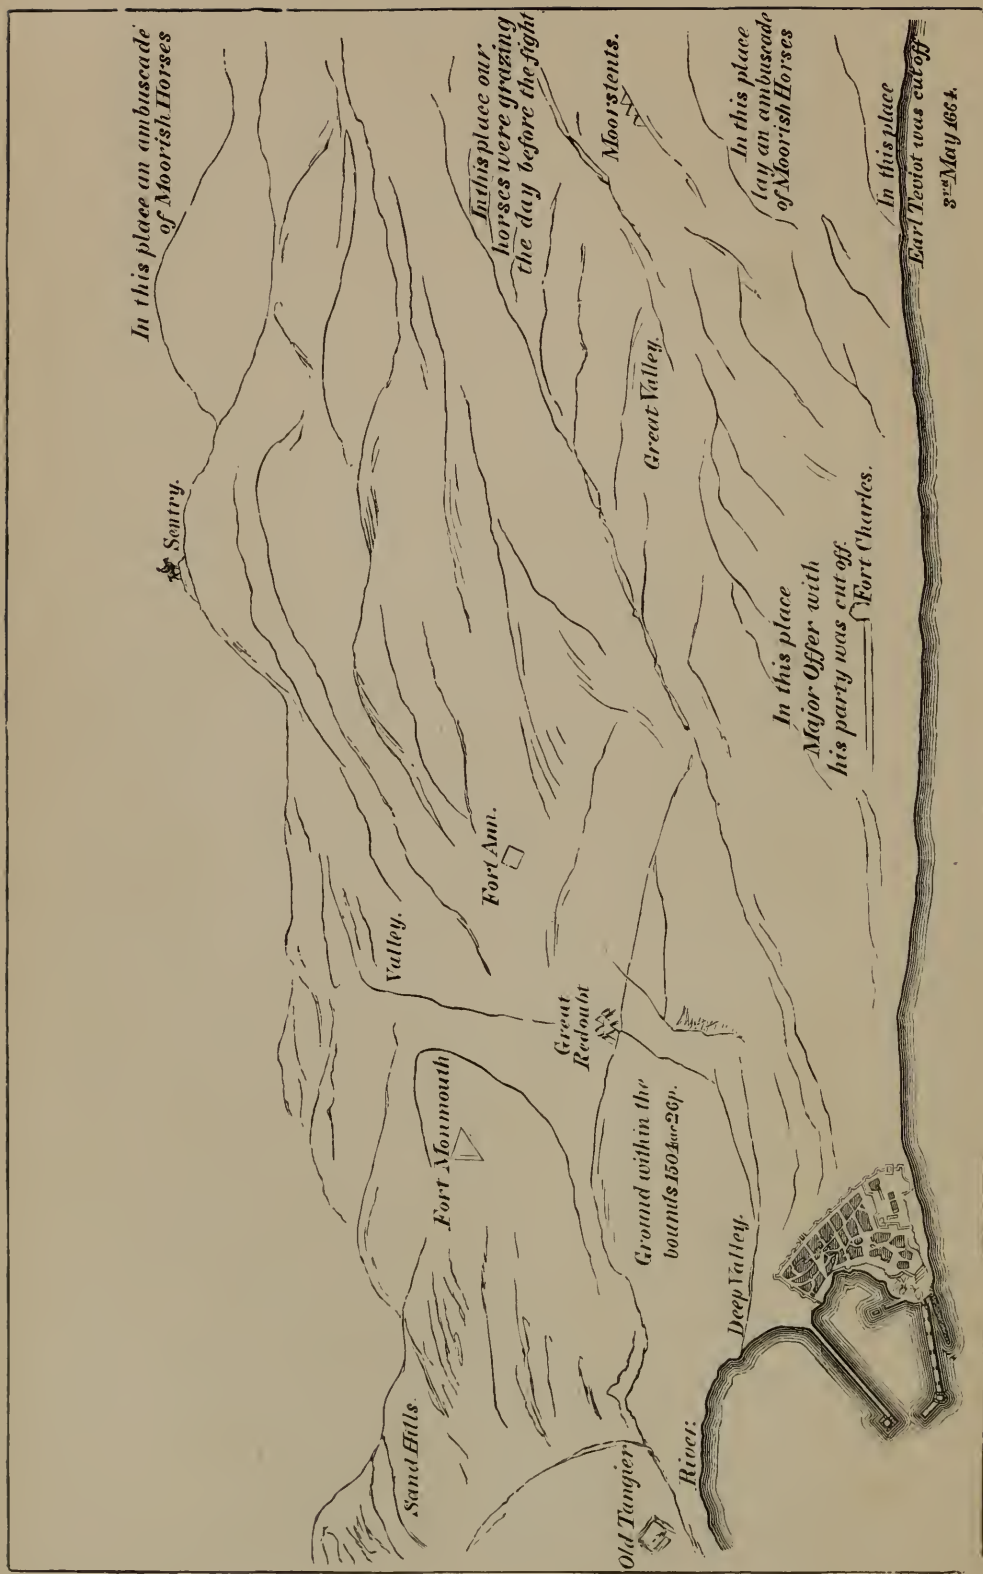 In this place an ambuscade
of Moorish Horses
Sentry.
In this place our
horses were grazing
the day before the fight
Moors tents.
In this place
lay an ambuscade
of Moorish Horses
In this place
Earl Teviot was cut off
3rd May 1664.
Great Valley.
In this place
Major Offer with
his party was cut off.
Fort Charles.
Fort Ann.
Valley.
Great
Redoubt
Fort Monmouth
Ground within the
bounds 150 26p.
Deep Valley.
Sand Hills.
Old Tangier
River.